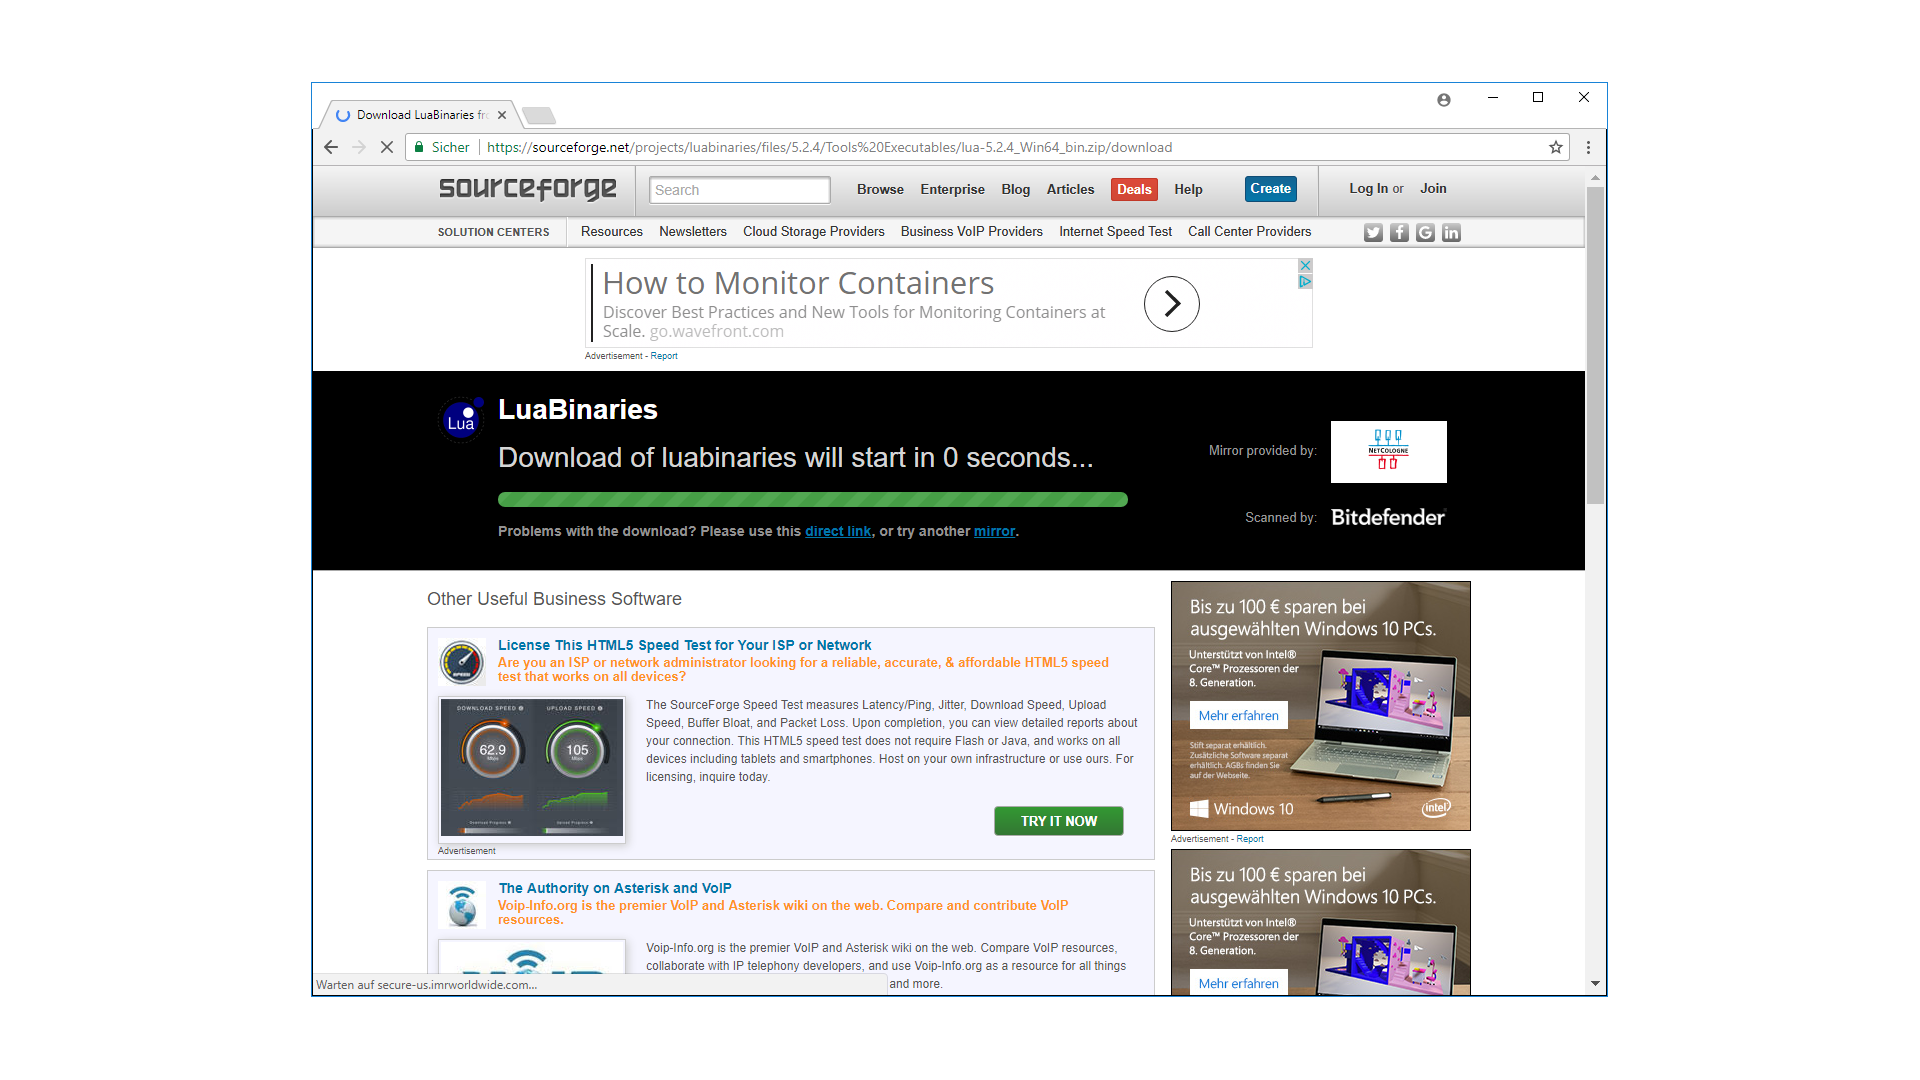 Download LuaBinaries fr
Sicher
https://sourceforge.net/projects/luabinaries/files/5.2.4/Tools%20Executables/lua-5.2.4_Win64_bin.zip/download
sourceforge
Search
Browse Enterprise Blog Articles Deals Help
Create
Log In or Join
SOLUTION CENTERS
Resources Newsletters Cloud Storage Providers Business VoIP Providers Internet Speed Test Call Center Providers
How to Monitor Containers
Discover Best Practices and New Tools for Monitoring Containers at
Scale. go.wavefront.com
Advertisement - Report
Lua
LuaBinaries
Download of luabinaries will start in 0 seconds...
Problems with the download? Please use this direct link, or try another mirror.
Mirror provided by:
NETCOLOGNE
Scanned by:
Bitdefender
Other Useful Business Software
License This HTML5 Speed Test for Your ISP or Network
Are you an ISP or network administrator looking for a reliable, accurate, & affordable HTML5 speed
test that works on all devices?
SPEED
DOWNLOAD SPEED
UPLOAD SPEED
62.9
Mbps
105
Mbps
Download Progress
Upload Progress
The SourceForge Speed Test measures Latency/Ping, Jitter, Download Speed, Upload
Speed, Buffer Bloat, and Packet Loss. Upon completion, you can view detailed reports about
your connection. This HTML5 speed test does not require Flash or Java, and works on all
devices including tablets and smartphones. Host on your own infrastructure or use ours. For
licensing, inquire today.
TRY IT NOW
Advertisement
The Authority on Asterisk and VoIP
Voip-Info.org is the premier VoIP and Asterisk wiki on the web. Compare and contribute VoIP
resources.
Voip-Info.org is the premier VoIP and Asterisk wiki on the web. Compare VoIP resources,
collaborate with IP telephony developers, and use Voip-Info.org as a resource for all things
and more.
Bis zu 100 € sparen bei
ausgewählten Windows 10 PCs.
Unterstützt von Intel®
Core™ Prozessoren der
8. Generation.
Mehr erfahren
Stift separat erhältlich.
Zusätzliche Software separat
erhältlich. AGBs finden Sie
auf der Webseite.
Windows 10
intel
Advertisement - Report
Bis zu 100 € sparen bei
ausgewählten Windows 10 PCs.
Unterstützt von Intel®
Core™ Prozessoren der
8. Generation.
Mehr erfahren
Warten auf secure-us.imrworldwide.com...